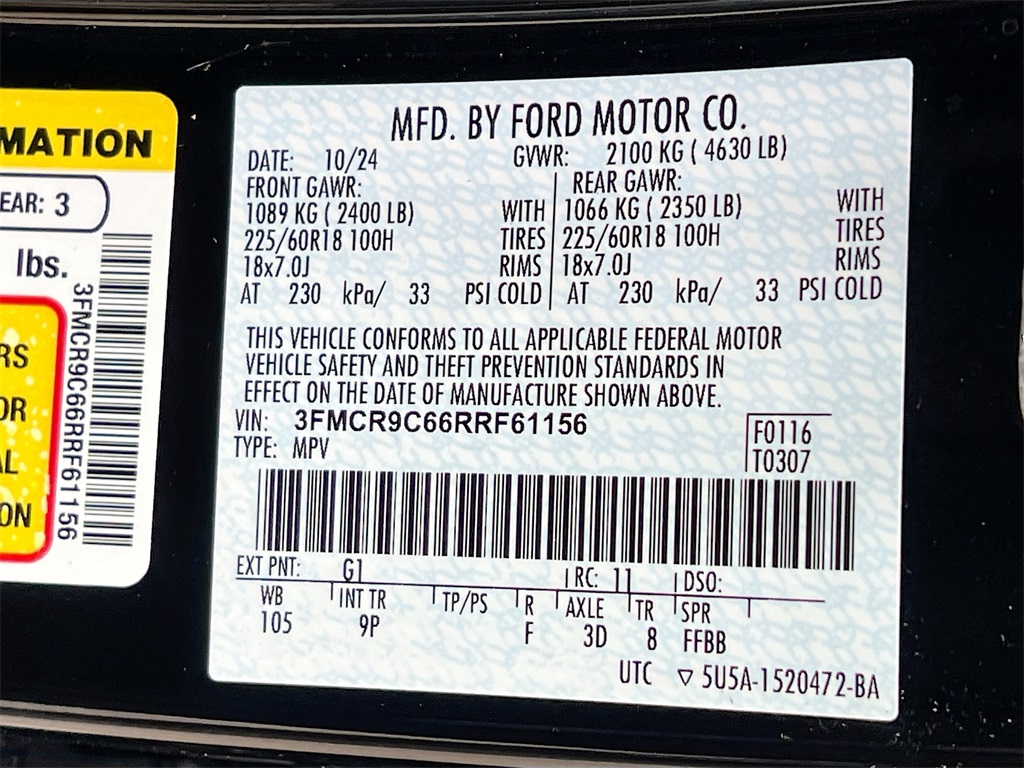 MATION
EAR: 3
lbs.
RS
OR
AL
ON
3FMCR9C66RRF61156
MFD. BY FORD MOTOR CO.
DATE: 10/24 GVWR: 2100 KG ( 4630 LB)
FRONT GAWR: REAR GAWR:
1089 KG ( 2400 LB) WITH 1066 KG ( 2350 LB) WITH
225/60R18 100H TIRES 225/60R18 100H TIRES
18x7.0J RIMS 18x7.0J RIMS
AT 230 kPa/ 33 PSI COLD AT 230 kPa/ 33 PSI COLD
THIS VEHICLE CONFORMS TO ALL APPLICABLE FEDERAL MOTOR
VEHICLE SAFETY AND THEFT PREVENTION STANDARDS IN
EFFECT ON THE DATE OF MANUFACTURE SHOWN ABOVE.
VIN: 3FMCR9C66RRF61156
TYPE: MPV
F0116
T0307
EXT PNT: G1 RC: 11 DSO:
WB INT TR TP/PS R AXLE TR SPR
105 9P F 3D 8 FFBB
UTC ▽ 5U5A-1520472-BA